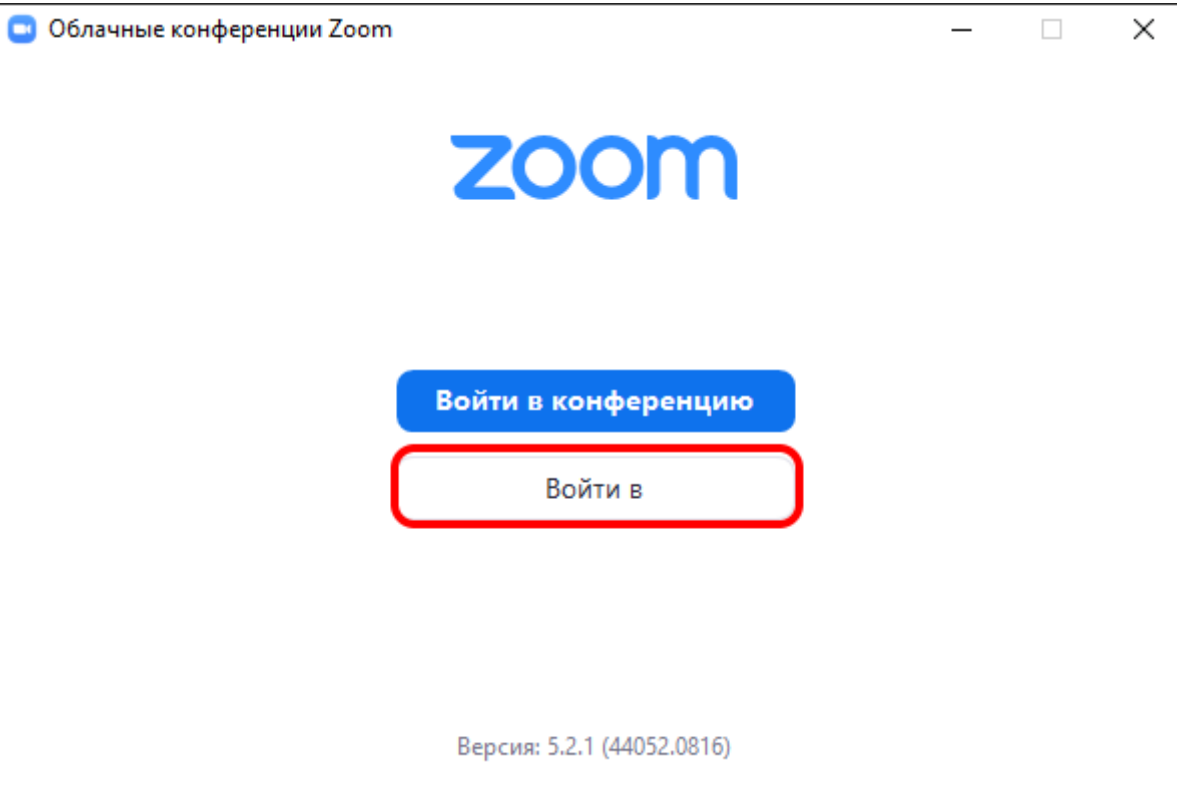 Облачные конференции Zoom
zoom
Войти в конференцию
Войти в
Версия: 5.2.1 (44052.0816)